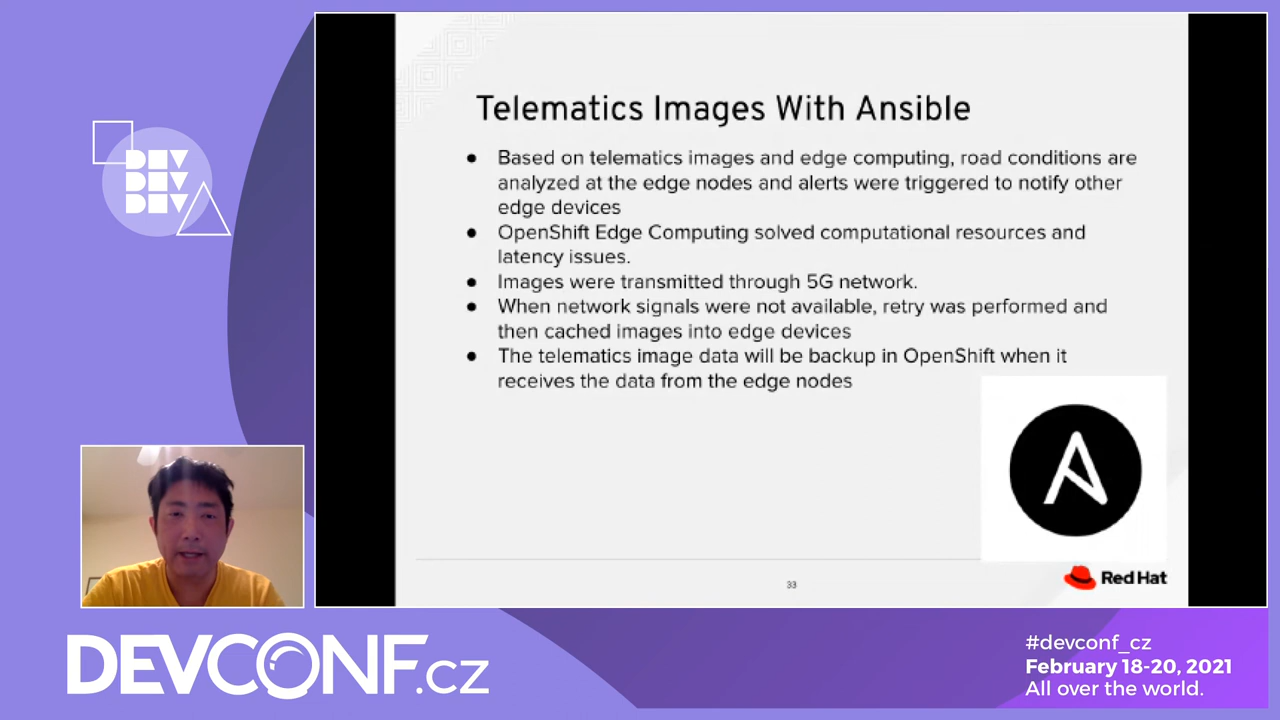 DEV
DEV
DEV
Telematics Images With Ansible
● Based on telematics images and edge computing, road conditions are
analyzed at the edge nodes and alerts were triggered to notify other
edge devices
● OpenShift Edge Computing solved computational resources and
latency issues.
● Images were transmitted through 5G network.
● When network signals were not available, retry was performed and
then cached images into edge devices
● The telematics image data will be backup in OpenShift when it
receives the data from the edge nodes
33
Red Hat
DEVCONF.cz
#devconf_cz
February 18-20, 2021
All over the world.